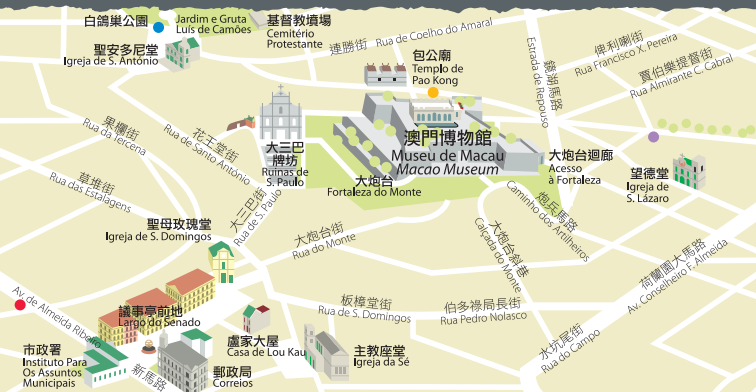 白鴿巢公園
Jardim e Gruta
Luís de Camões
基督教墳場
Cemitério
Protestante
聖安多尼堂
Igreja de S. António
連勝街 Rua de Coelho do Amaral
包公廟
Templo de
Pao Kong
鏡湖馬路
Estrada de Repouso
俾利喇街
Rua Francisco X. Pereira
賈伯樂提督街
Rua Almirante C. Cabral
果欄街
Rua da Tercena
花王堂街
Rua de Santo António
大三巴
牌坊
Ruínas de
S. Paulo
澳門博物館
Museu de Macau
Macao Museum
大炮台
Fortaleza do Monte
大炮台迴廊
Acesso
à Fortaleza
望德堂
Igreja de
S. Lázaro
草堆街
Rua das Estalagens
大三巴街
Rua de S. Paulo
炮兵馬路
Caminho dos Artilheiros
聖母玫瑰堂
Igreja de S. Domingos
大炮台街
Rua do Monte
大炮台斜巷
Calçada do Monte
荷蘭園大馬路
Av. Conselheiro F. Almeida
Av. de Almeida Ribeiro
議事亭前地
Largo do Senado
板樟堂街
Rua de S. Domingos
伯多祿局長街
Rua Pedro Nolasco
盧家大屋
Casa de Lou Kau
主教座堂
Igreja da Sé
水坑尾街
Rua do Campo
市政署
Instituto Para
Os Assuntos
Municipais
新馬路
郵政局
Correios